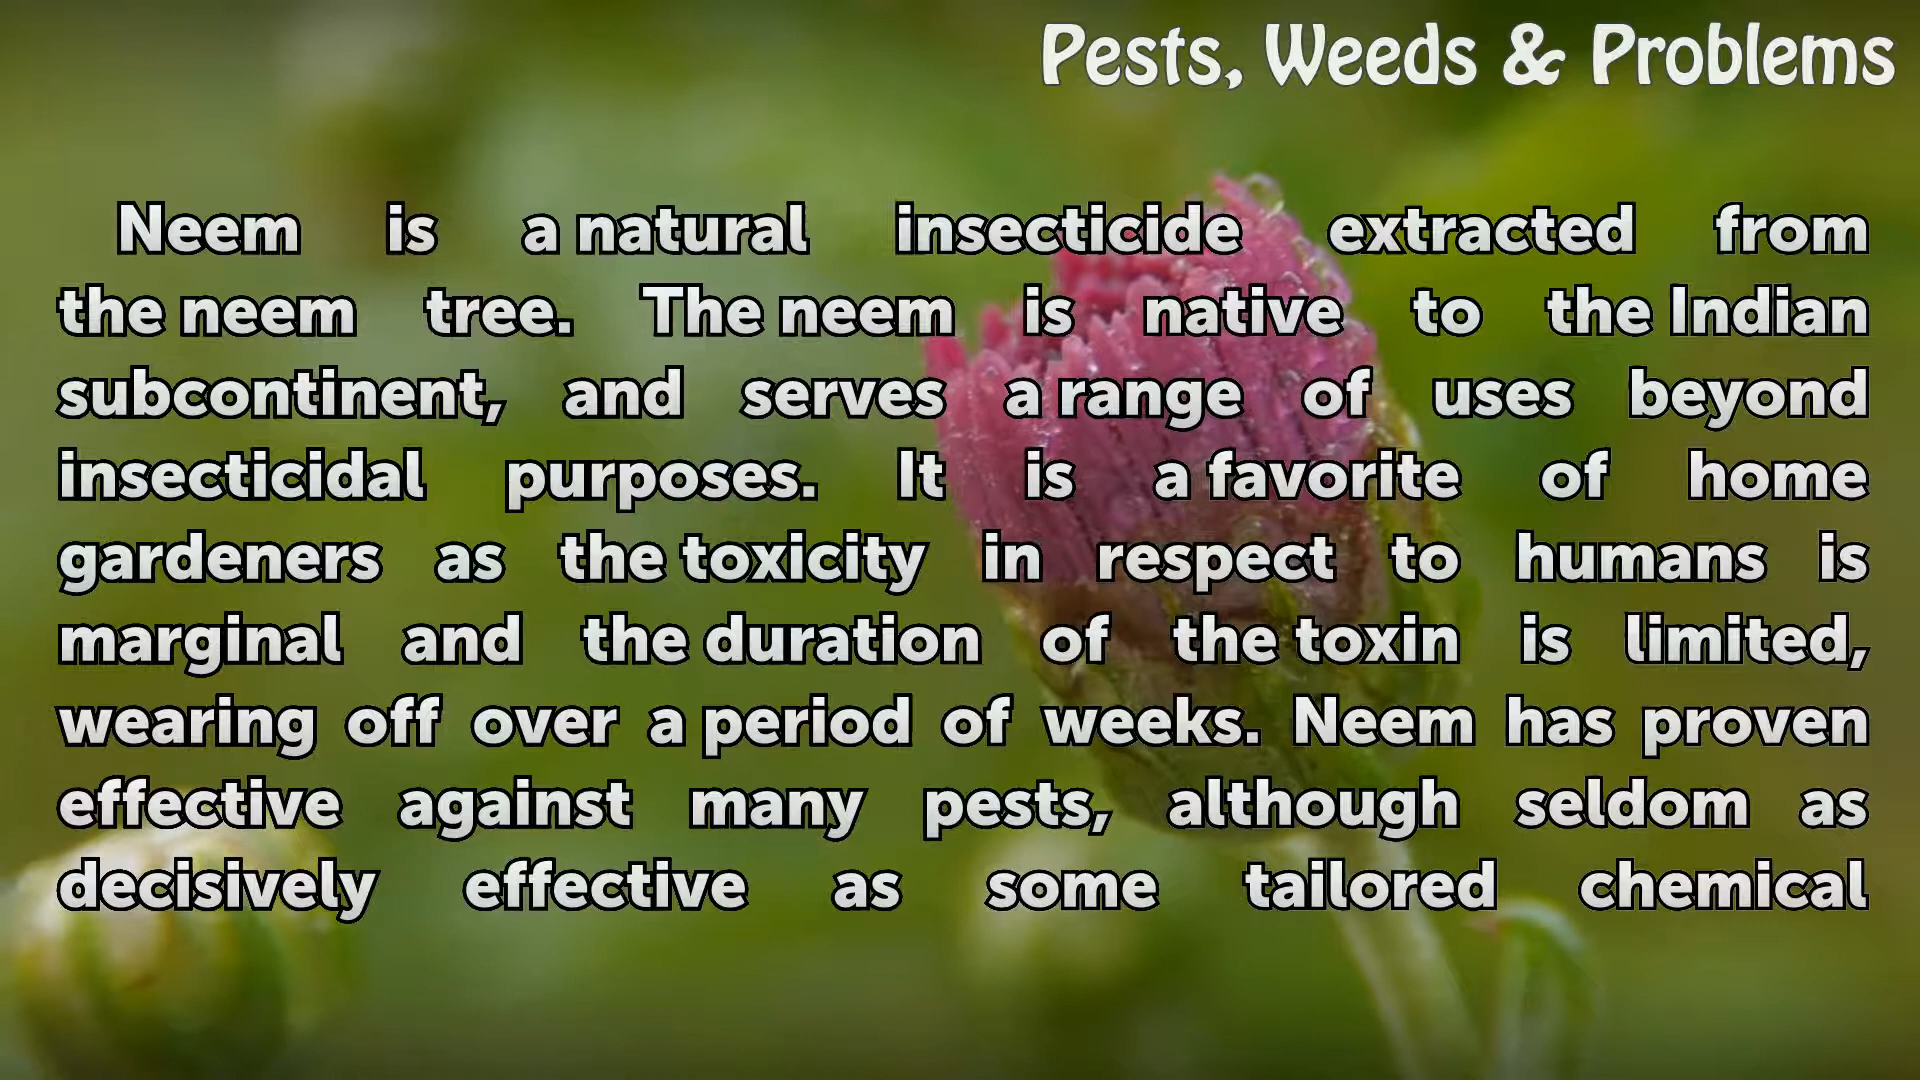 Pests, Weeds & Problems
Neem is a natural insecticide extracted from
the neem tree. The neem is native to the Indian
subcontinent, and serves a range of uses beyond
insecticidal purposes. It is a favorite of home
gardeners as the toxicity in respect to humans is
marginal and the duration of the toxin is limited,
wearing off over a period of weeks. Neem has proven
effective against many pests, although seldom as
decisively effective as some tailored chemical